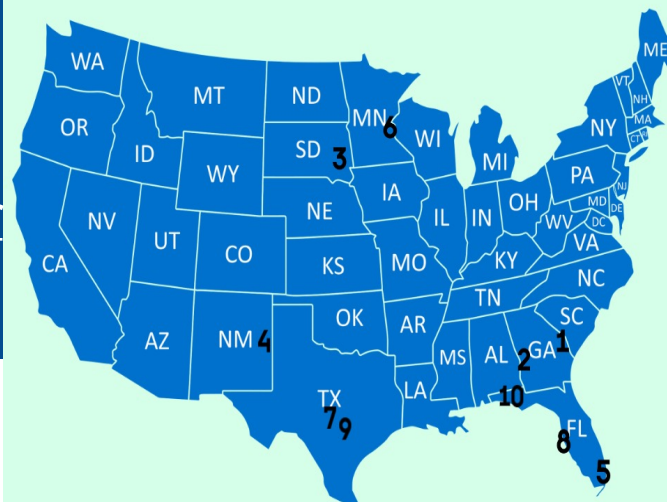 ME
WA
VT
MT
ND
NH
MN
6
OR
NY
MA
WI
CT
SD
3
ID
MI
WY
PA
IA
NJ
NE
OH
MD
DE
NV
IL
IN
WV
DC
UT
CO
VA
CA
KS
MO
KY
NC
TN
OK
SC
AR
AZ
NM
4
1
MS
AL
2
GA
LA
TX
10
7
9
FL
8
5